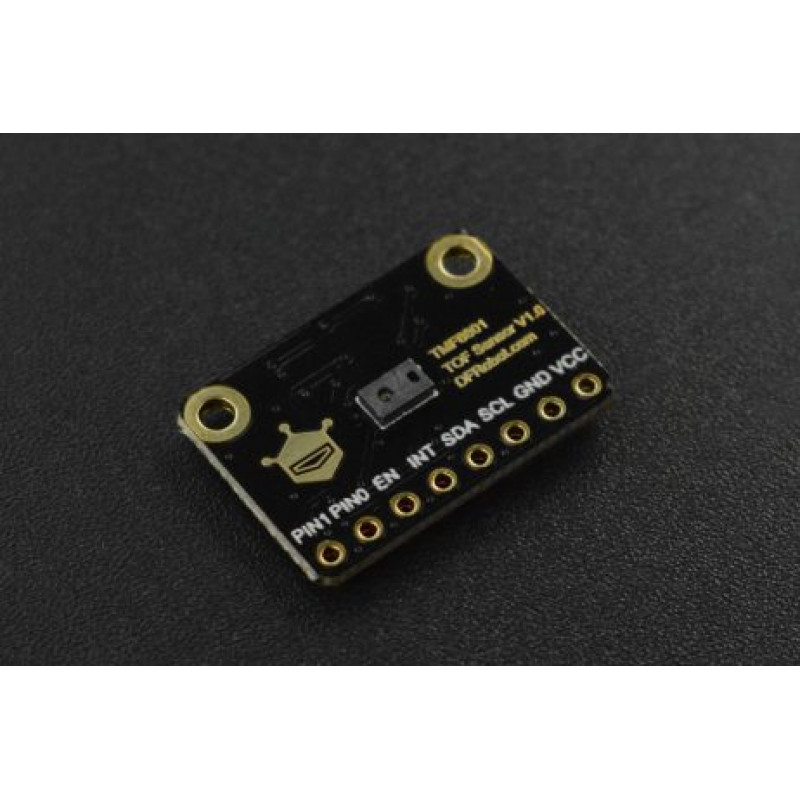 TMF8801
TOF Sensor V1.0
DFRobot.com
PIN1 PIN0 EN INT SDA SCL GND VCC